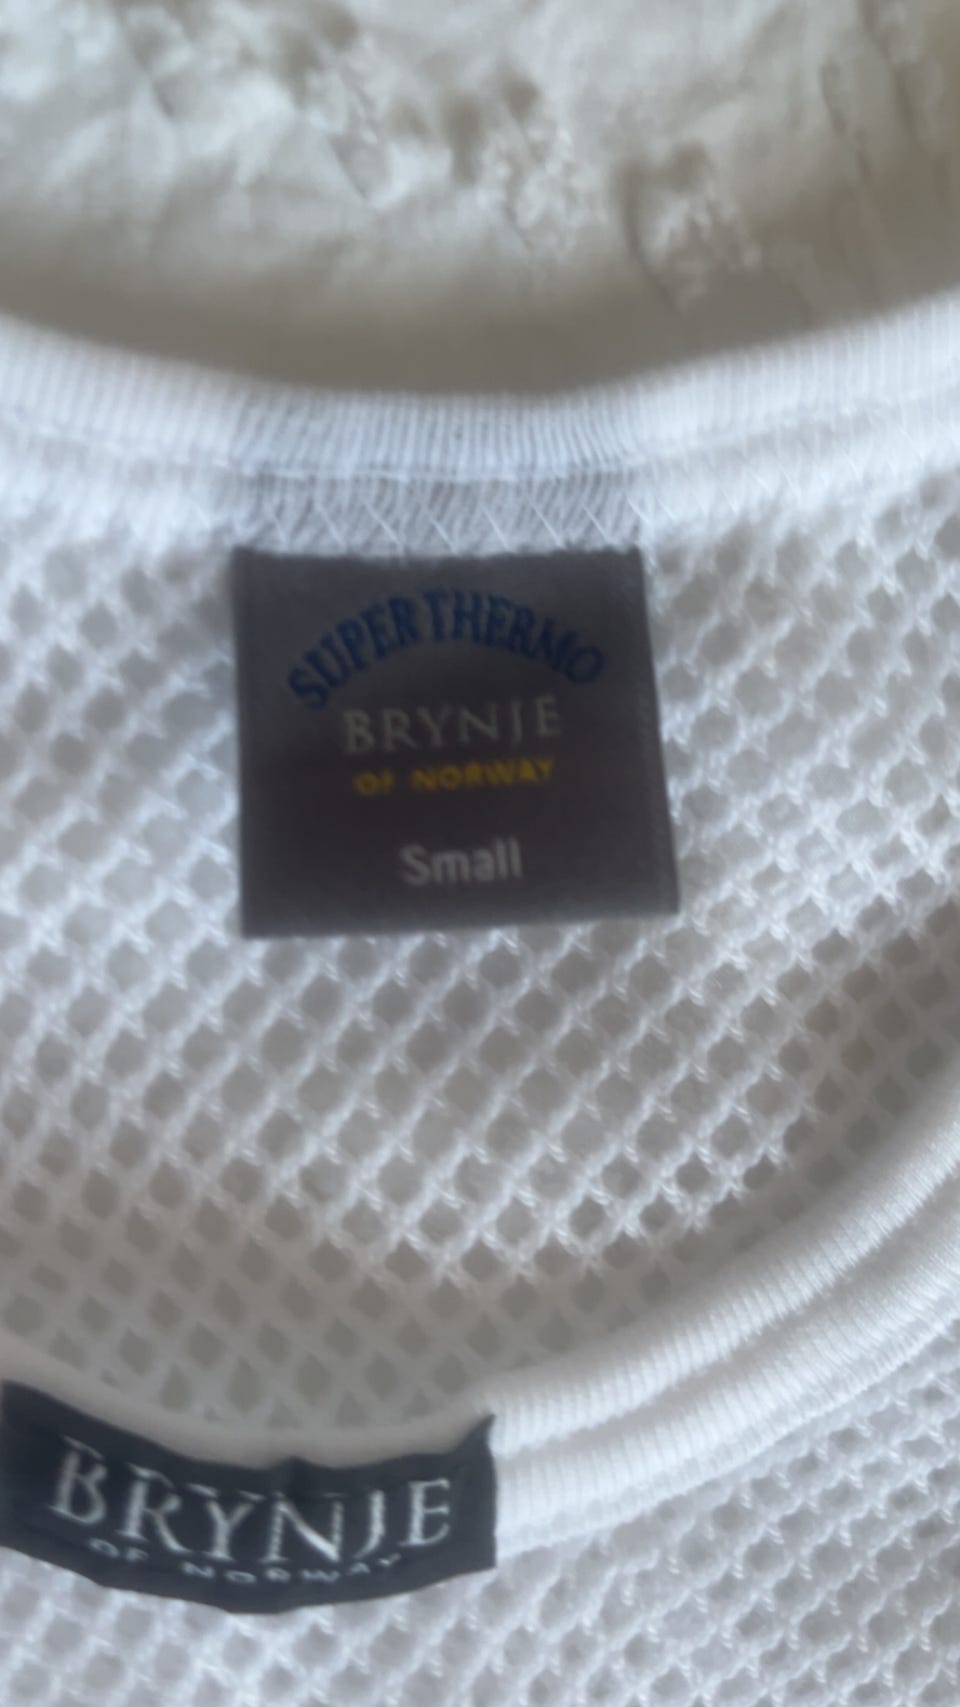 SUPER THERMO
BRYNJE
OF NORWAY
Small
BRYNJE
OF NORWAY